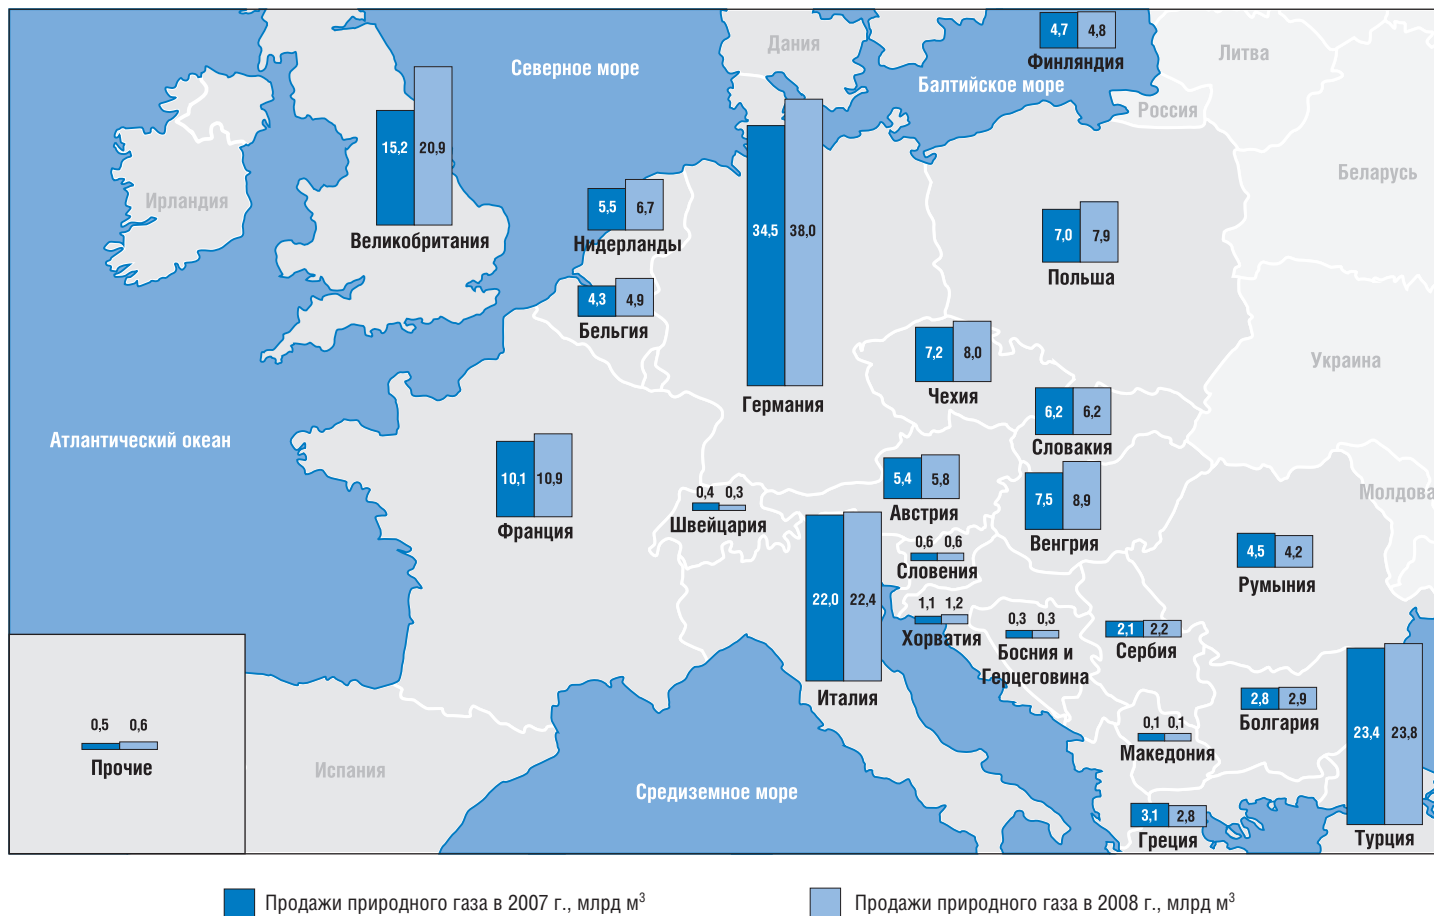 4,7 4,8
Финляндия
Дания
Литва
Северное море
Балтийское море
Россия
15,2 20,9
Великобритания
Ирландия
Беларусь
5,5 6,7
Нидерланды
34,5 38,0
Германия
7,0 7,9
Польша
4,3 4,9
Бельгия
7,2 8,0
Чехия
Украина
6,2 6,2
Словакия
Атлантический океан
10,1 10,9
Франция
0,4 0,3
Швейцария
5,4 5,8
Австрия
7,5 8,9
Венгрия
Молдова
0,6 0,6
Словения
4,5 4,2
Румыния
22,0 22,4
Италия
1,1 1,2
Хорватия
0,3 0,3
Босния и
Герцеговина
2,1 2,2
Сербия
2,8 2,9
Болгария
0,1 0,1
Македония
23,4 23,8
Турция
0,5 0,6
Прочие
Испания
Средиземное море
3,1 2,8
Греция
Продажи природного газа в 2007 г., млрд м³
Продажи природного газа в 2008 г., млрд м³